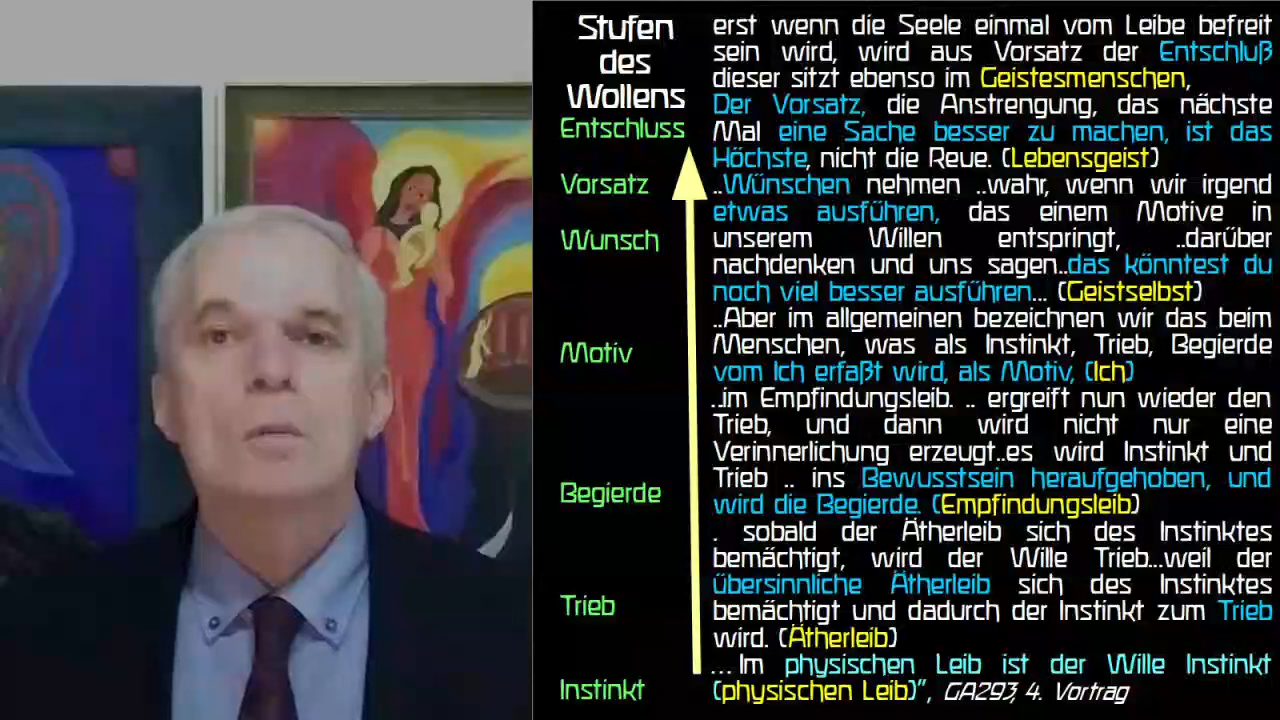 Stufen
des
Wollens
Entschluss
Vorsatz
Wunsch
Motiv
Begierde
Trieb
Instinkt
erst wenn die Seele einmal vom Leibe befreit
sein wird, wird aus Vorsatz der Entschluß
dieser sitzt ebenso im Geistesmenschen,
Der Vorsatz, die Anstrengung, das nächste
Mal eine Sache besser zu machen, ist das
Höchste, nicht die Reue. (Lebensgeist)
..Wünschen nehmen ..wahr, wenn wir irgend
etwas ausführen, das einem Motive in
unserem Willen entspringt, ..darüber
nachdenken und uns sagen..das könntest du
noch viel besser ausführen... (Geistselbst)
..Aber im allgemeinen bezeichnen wir das beim
Menschen, was als Instinkt, Trieb, Begierde
vom Ich erfaßt wird, als Motiv, (Ich)
..im Empfindungsleib. .. ergreift nun wieder den
Trieb, und dann wird nicht nur eine
Verinnerlichung erzeugt..es wird Instinkt und
Trieb .. ins Bewusstsein heraufgehoben, und
wird die Begierde. (Empfindungsleib)
. sobald der Ätherleib sich des Instinktes
bemächtigt, wird der Wille Trieb...weil der
übersinnliche Ätherleib sich des Instinktes
bemächtigt und dadurch der Instinkt zum Trieb
wird. (Ätherleib)
...Im physischen Leib ist der Wille Instinkt
(physischen Leib)", GA293, 4. Vortrag